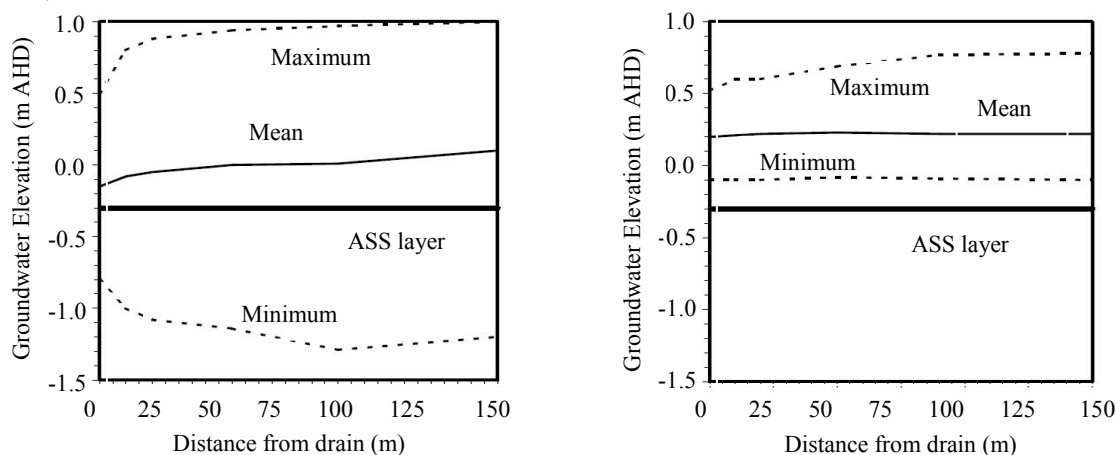 Groundwater Elevation (m AHD)
1.0
0.5
0.0
-0.5
-1.0
-1.5
Maximum
Mean
ASS layer
Minimum
0 25 50 75 100 150
Distance from drain (m)
Groundwater Elevation (m AHD)
1.0
0.5
0.0
-0.5
-1.0
-1.5
Maximum
Mean
Minimum
ASS layer
0 25 50 75 100 125 150
Distance from drain (m)